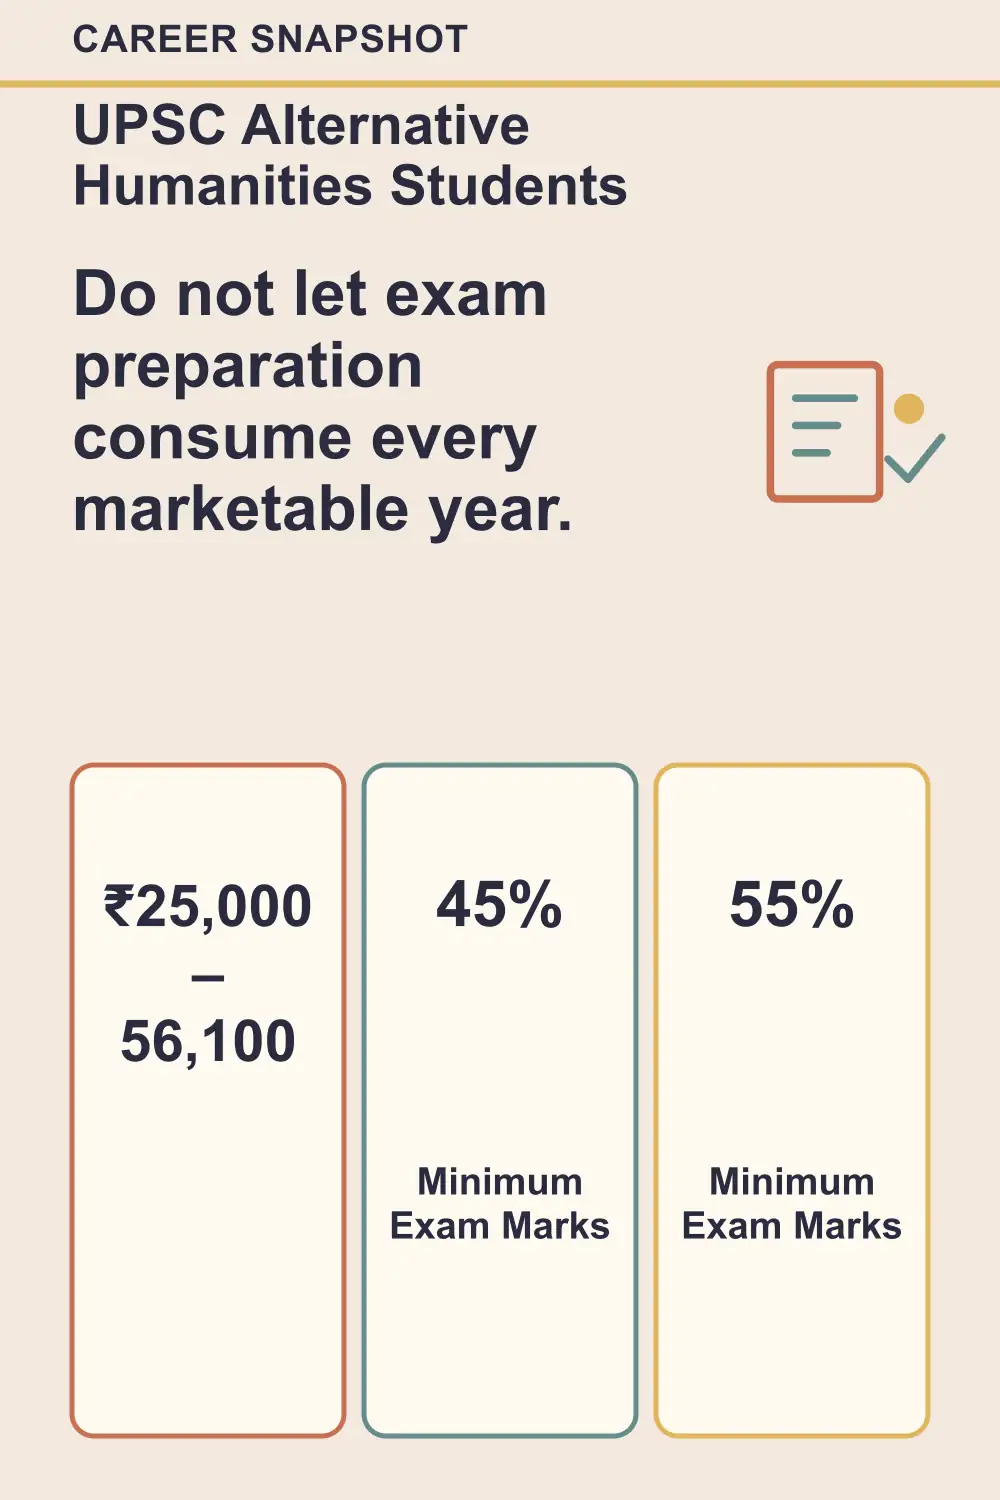 CAREER SNAPSHOT
UPSC Alternative
Humanities Students
Do not let exam
preparation
consume every
marketable year.
₹25,000
–
56,100
45%
Minimum
Exam Marks
55%
Minimum
Exam Marks